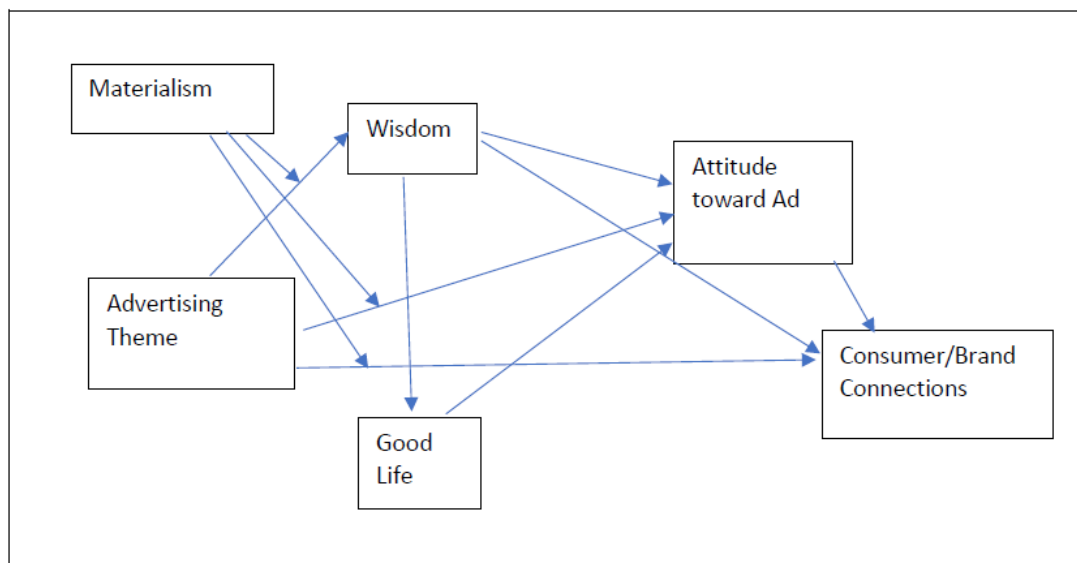 Materialism
Wisdom
Attitude
toward Ad
Advertising
Theme
Consumer/Brand
Connections
Good
Life